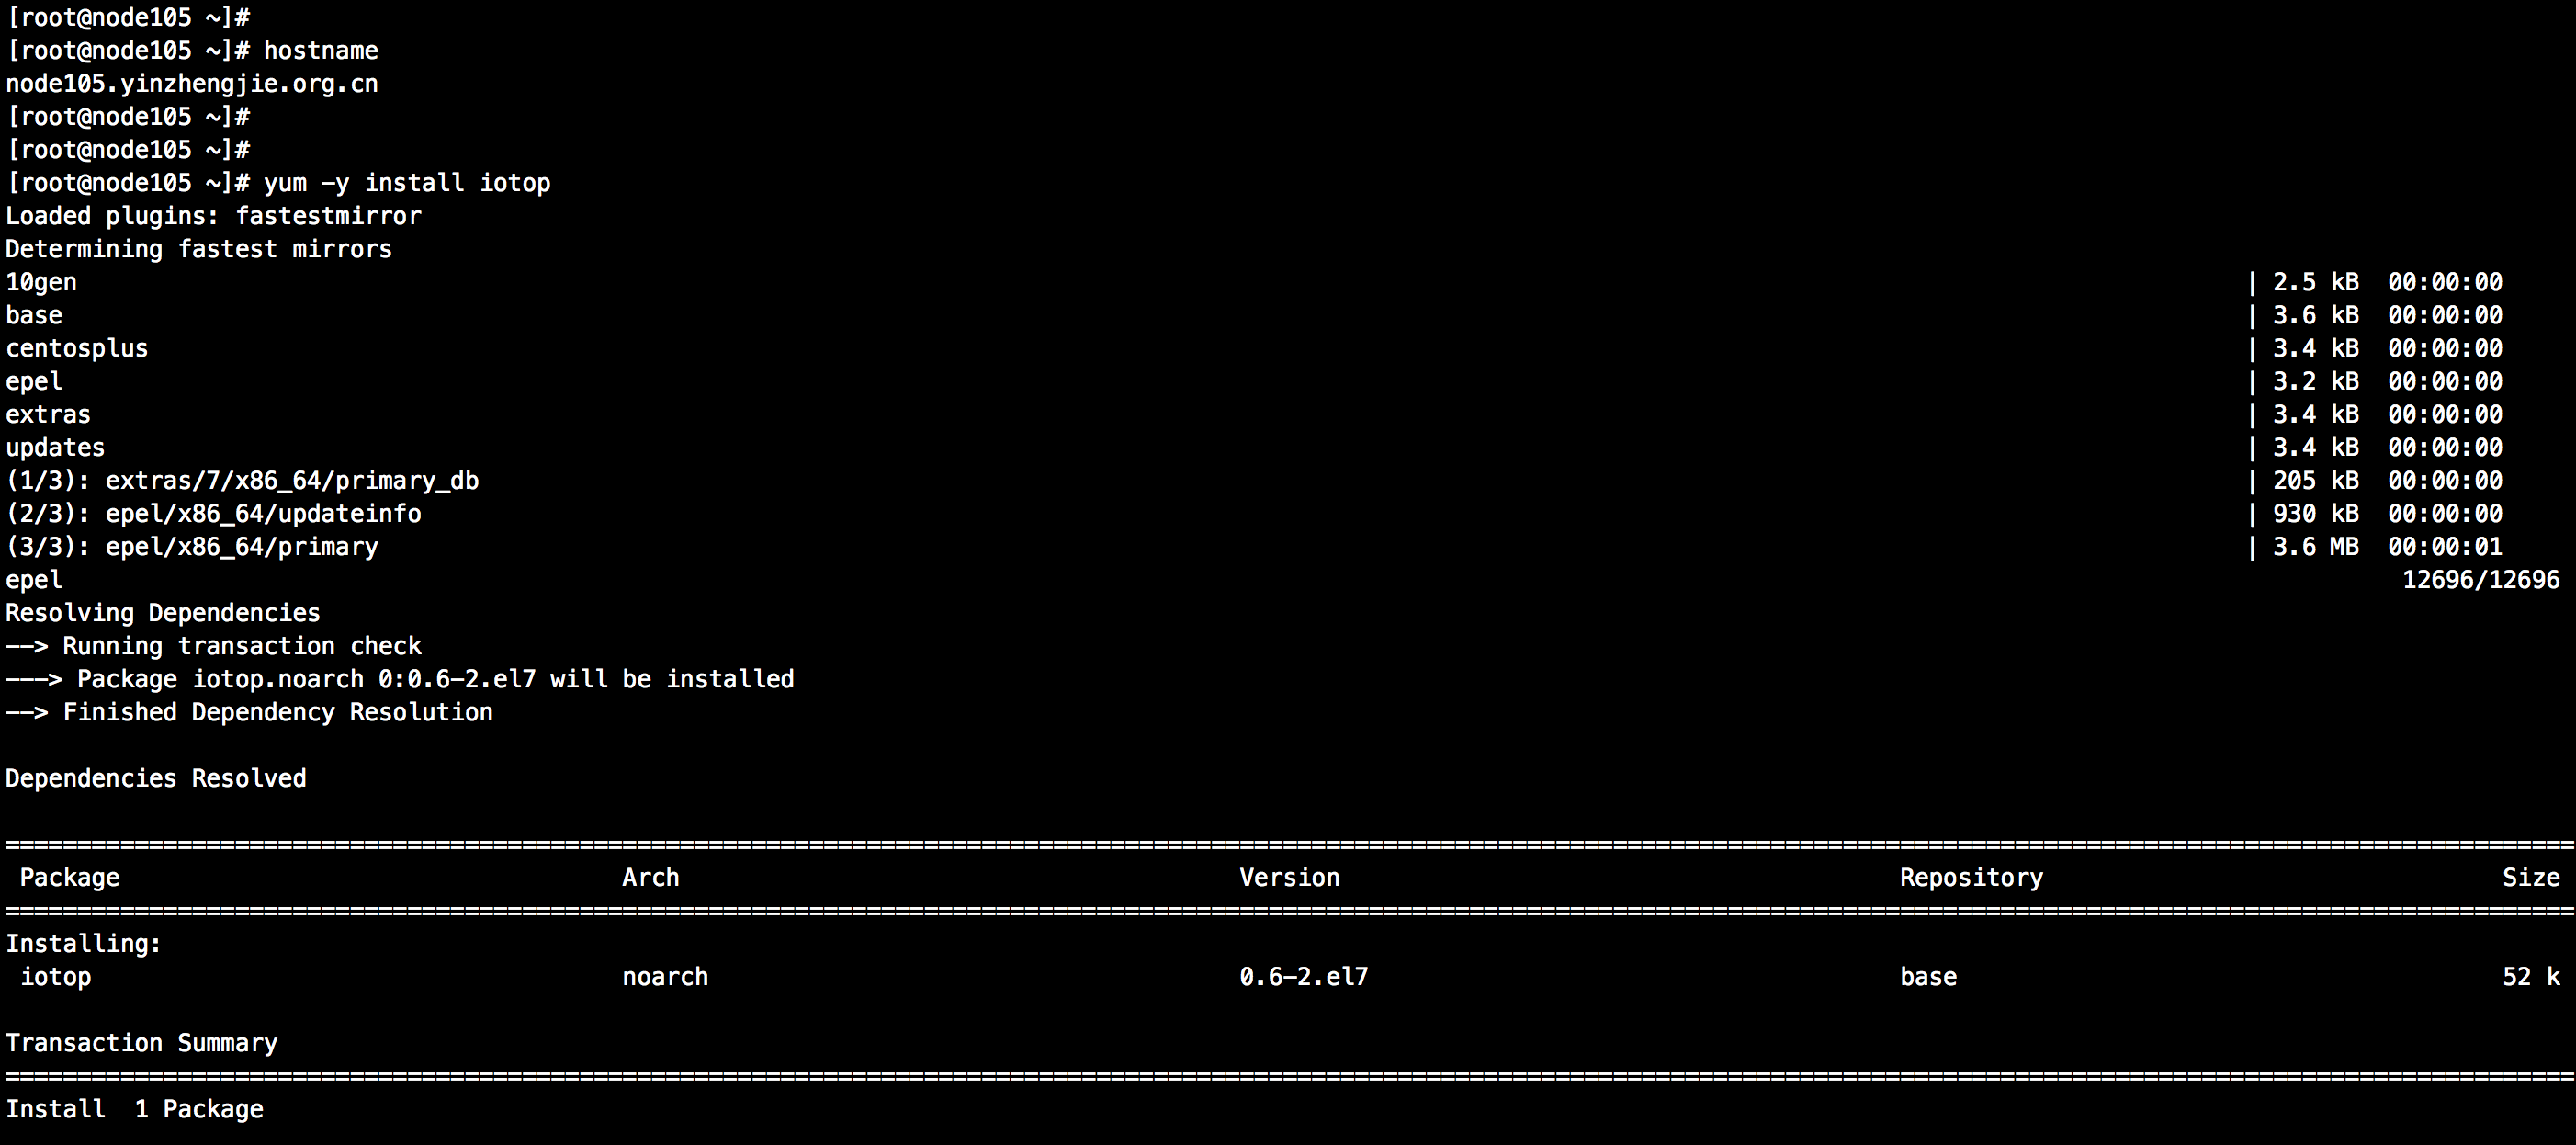 [root@node105 ~]#
[root@node105 ~]# hostname
node105.yinzhengjie.org.cn
[root@node105 ~]#
[root@node105 ~]#
[root@node105 ~]# yum -y install iotop
Loaded plugins: fastestmirror
Determining fastest mirrors
10gen | 2.5 kB 00:00:00
base | 3.6 kB 00:00:00
centosplus | 3.4 kB 00:00:00
epel | 3.2 kB 00:00:00
extras | 3.4 kB 00:00:00
updates | 3.4 kB 00:00:00
(1/3): extras/7/x86_64/primary_db | 205 kB 00:00:00
(2/3): epel/x86_64/updateinfo | 930 kB 00:00:00
(3/3): epel/x86_64/primary | 3.6 MB 00:00:01
epel 12696/12696
Resolving Dependencies
--> Running transaction check
---> Package iotop.noarch 0:0.6-2.el7 will be installed
--> Finished Dependency Resolution
Dependencies Resolved
================================================================================
Package Arch Version Repository Size
================================================================================
Installing:
iotop noarch 0.6-2.el7 base 52 k
Transaction Summary
================================================================================
Install 1 Package